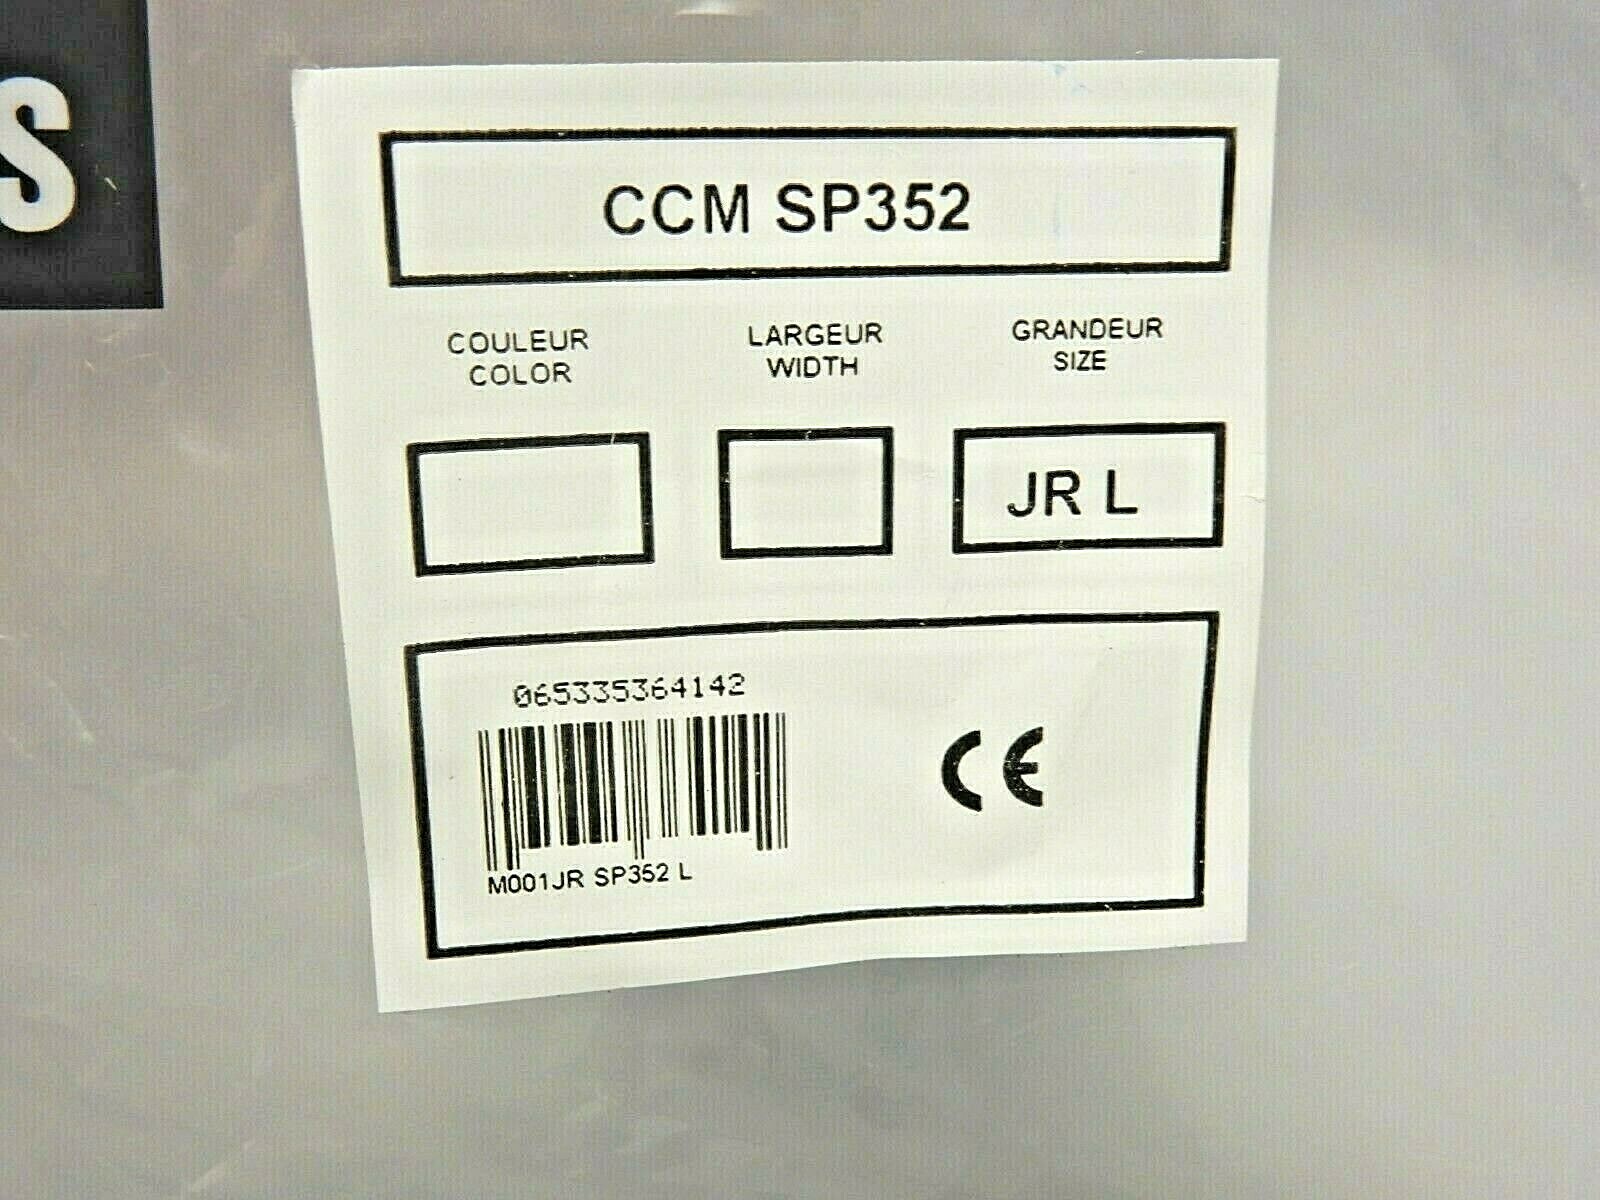 S
CCM SP352
COULEUR
COLOR
LARGEUR
WIDTH
GRANDEUR
SIZE
JR L
065335364142
CE
M001JR SP352 L